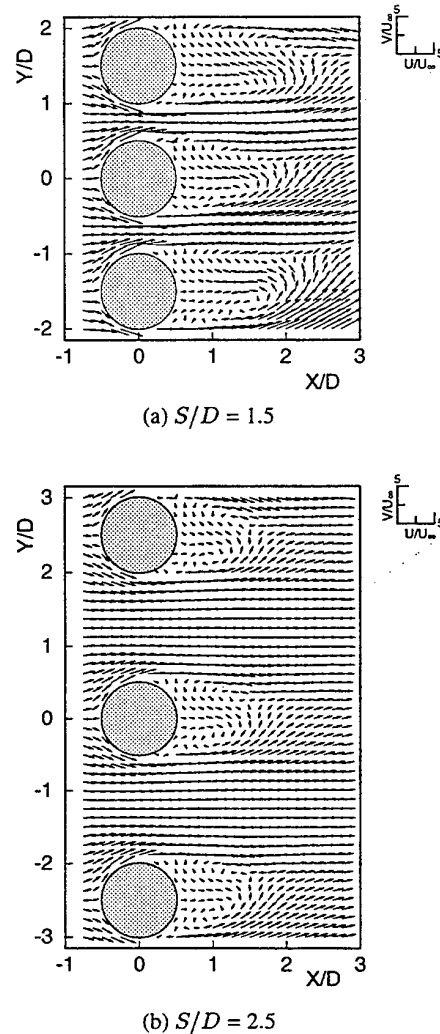 2
1
0
-1
-2
Y/D
-1 0 1 2 3
X/D
5
V/U∞
5
U/U∞
(a) S/D = 1.5
3
2
1
0
-1
-2
-3
Y/D
-1 0 1 2 3
X/D
5
V/U∞
5
U/U∞
(b) S/D = 2.5